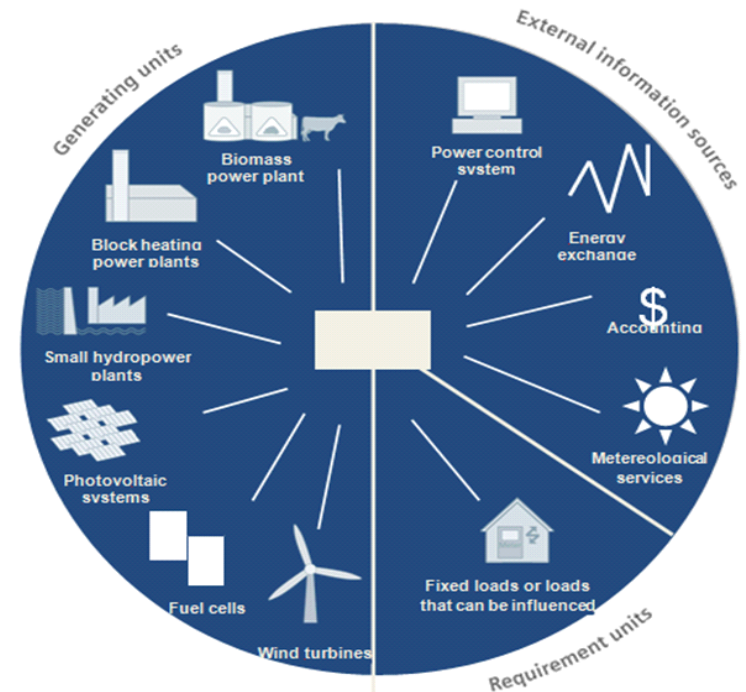 Generating units
External information sources
Biomass
power plant
Power control
system
Block heating
power plants
Energy
exchange
$
Accounting
Small hydropower
plants
Metereological
services
Photovoltaic
systems
Fixed loads or loads
that can be influenced
Fuel cells
Wind turbines
Requirement units